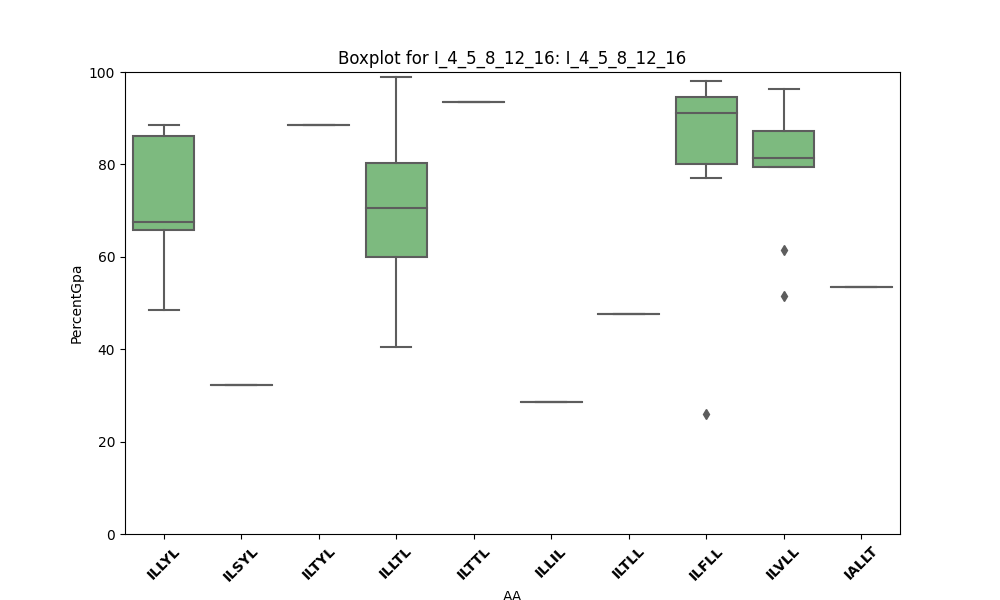 Boxplot for I_4_5_8_12_16: I_4_5_8_12_16
100
80
60
40
20
0
PercentGpa
ILLYL
ILSYL
ILTYL
ILLTL
ILTTL
ILLIL
ILTLL
ILFLL
ILVLL
IALLT
AA